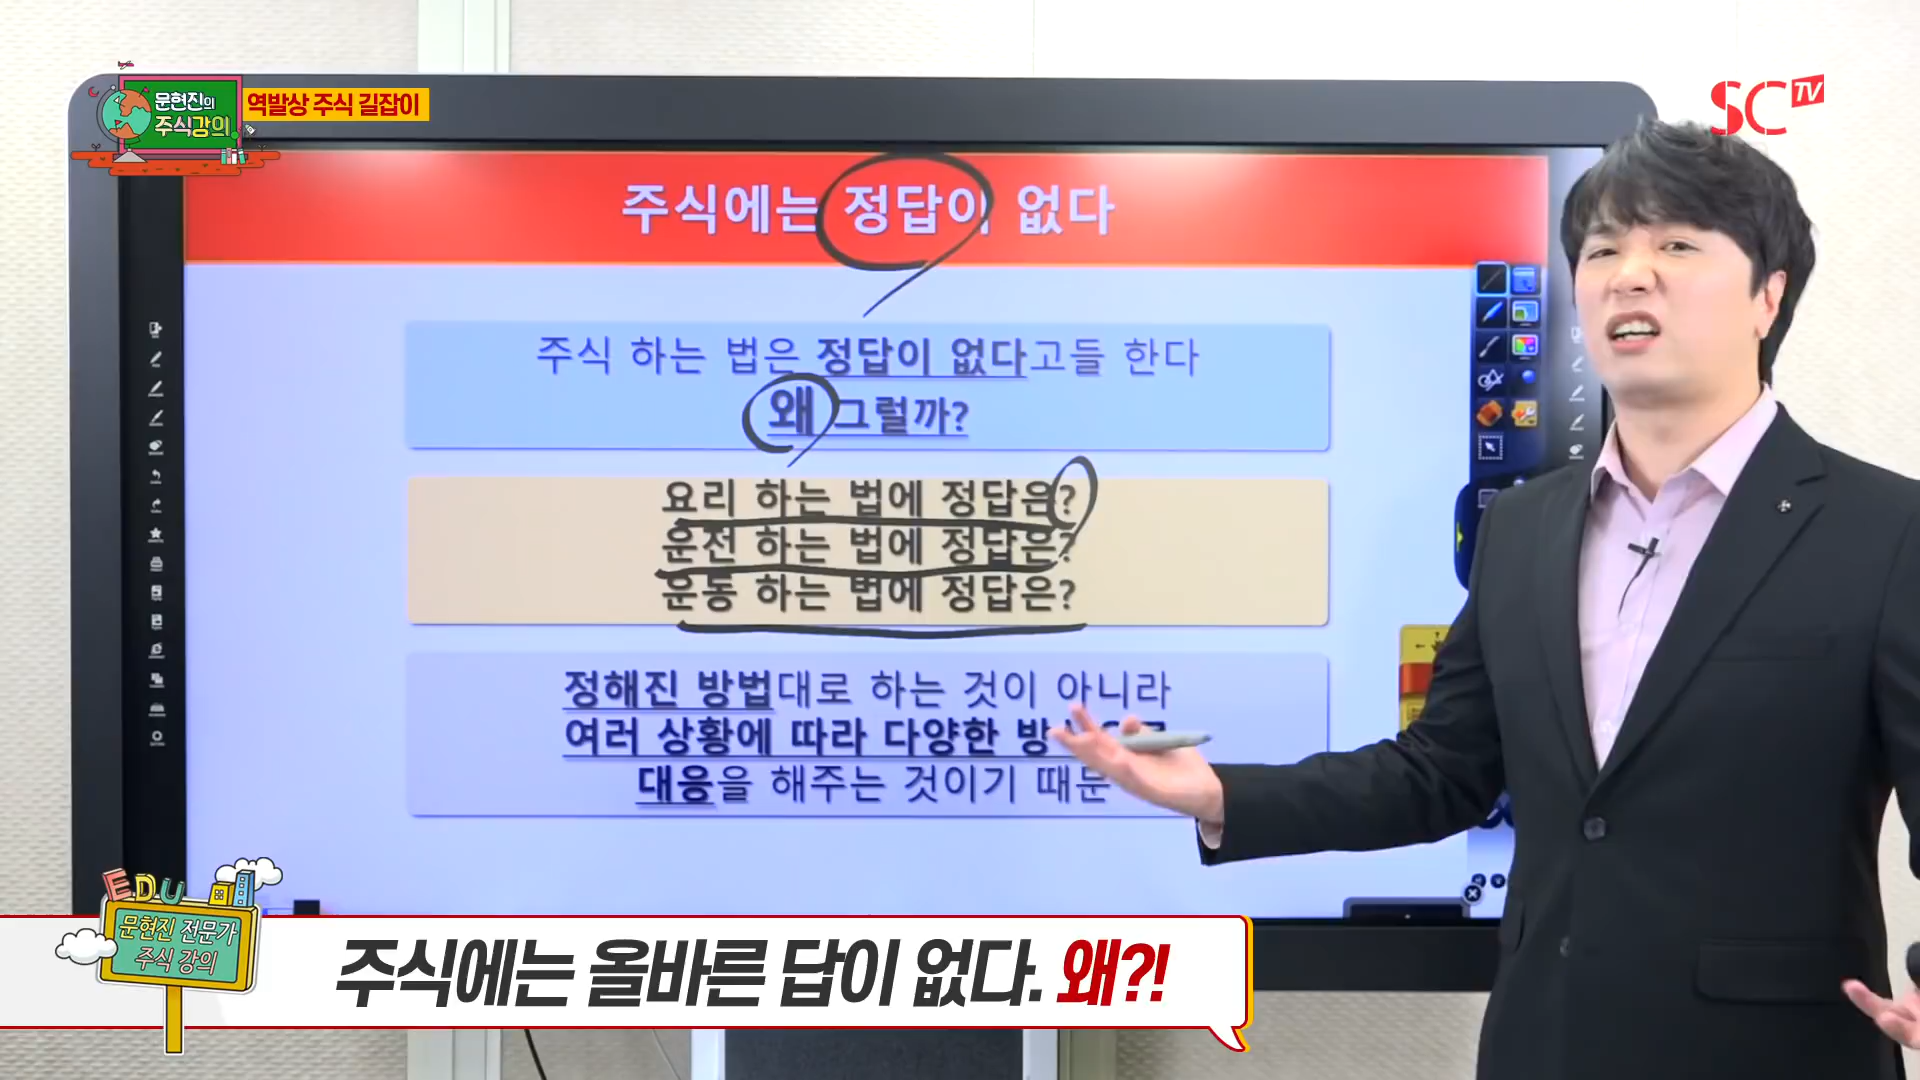 문현진의
주식강의
역발상 주식 길잡이
SC TV
주식에는 정답이 없다
주식 하는 법은 정답이 없다고들 한다
왜 그럴까?
요리 하는 법에 정답은?
운전 하는 법에 정답은?
운동 하는 법에 정답은?
정해진 방법대로 하는 것이 아니라
여러 상황에 따라 다양한
대응을 해주는 것이기 때문
EDU
문현진 전문가
주식 강의
주식에는 올바른 답이 없다. 왜?!